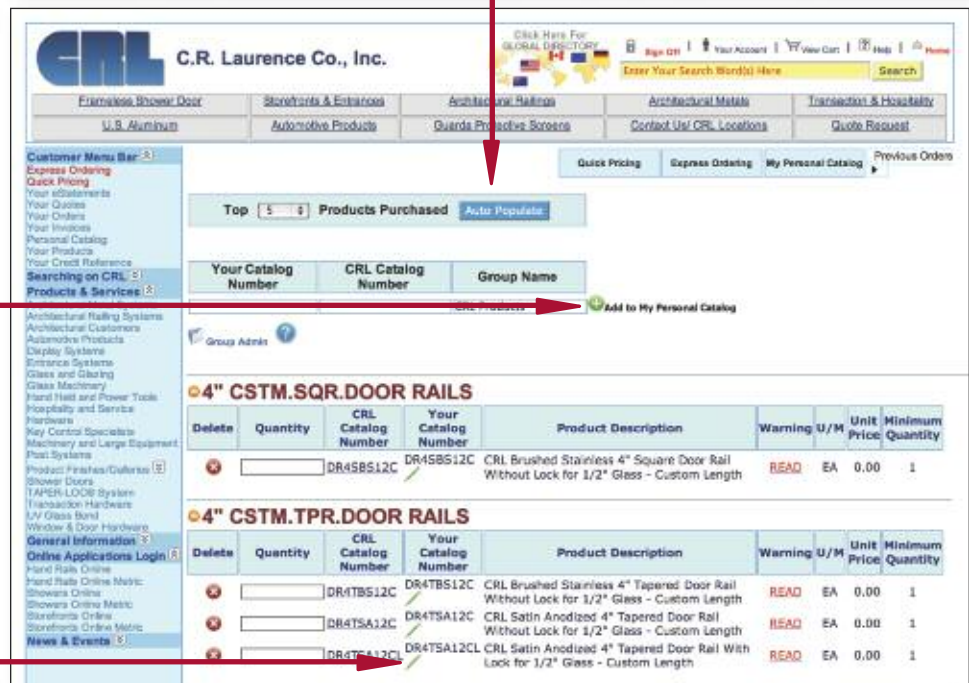 CRL
C.R. Laurence Co., Inc.
Click Here For
GLOBAL DIRECTORY
Sign Off | Your Account | View Cart | Help | Home
Enter Your Search Word(s) Here
Search
Frameless Shower Door
Storefronts & Entrances
Architectural Railings
Architectural Metals
Transaction & Hospitality
U.S. Aluminum
Automotive Products
Guards Protective Screens
Contact Us/ CRL Locations
Quote Request
Quick Pricing
Express Ordering
My Personal Catalog
Previous Orders
Customer Menu Bar
Express Ordering
Quick Pricing
Your eStatements
Your Quotes
Your Orders
Your Invoices
Personal Catalog
Your Products
Your Credit Reference
Searching on CRL
Products & Services
Architectural Railing Systems
Architectural Customers
Automotive Products
Display Systems
Entrance Systems
Glass and Glazing
Glass Machinery
Hand Held and Power Tools
Hospitality and Service
Hardware
Key Control Specialists
Machinery and Large Equipment
Post Systems
Product Finishes/Galleries
Shower Doors
TAPER-LOC® System
Transaction Hardware
UV Glass Bond
Window & Door Hardware
General Information
Online Applications Login
Hand Rails Online
Hand Rails Online Metric
Showers Online
Showers Online Metric
Storefronts Online
Storefronts Online Metric
News & Events
Top 5 Products Purchased Auto Populate
Your Catalog Number
CRL Catalog Number
Group Name
CRL Products
Add to My Personal Catalog
Group Admin ?
4" CSTM.SQR.DOOR RAILS
Delete Quantity CRL Catalog Number Your Catalog Number Product Description Warning U/M Unit Price Minimum Quantity
DR4SBS12C DR4SBS12C CRL Brushed Stainless 4" Square Door Rail Without Lock for 1/2" Glass - Custom Length READ EA 0.00 1
4" CSTM.TPR.DOOR RAILS
Delete Quantity CRL Catalog Number Your Catalog Number Product Description Warning U/M Unit Price Minimum Quantity
DR4TBS12C DR4TBS12C CRL Brushed Stainless 4" Tapered Door Rail Without Lock for 1/2" Glass - Custom Length READ EA 0.00 1
DR4TSA12C DR4TSA12C CRL Satin Anodized 4" Tapered Door Rail Without Lock for 1/2" Glass - Custom Length READ EA 0.00 1
DR4TSA12CL DR4TSA12CL CRL Satin Anodized 4" Tapered Door Rail With Lock for 1/2" Glass - Custom Length READ EA 0.00 1